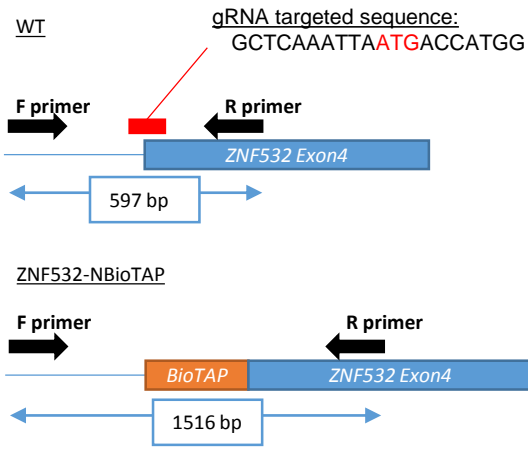 WT
gRNA targeted sequence:
GCTCAAATTAATGACCATGG
F primer
R primer
ZNF532 Exon4
597 bp
ZNF532-NBioTAP
F primer
R primer
BioTAP
ZNF532 Exon4
1516 bp